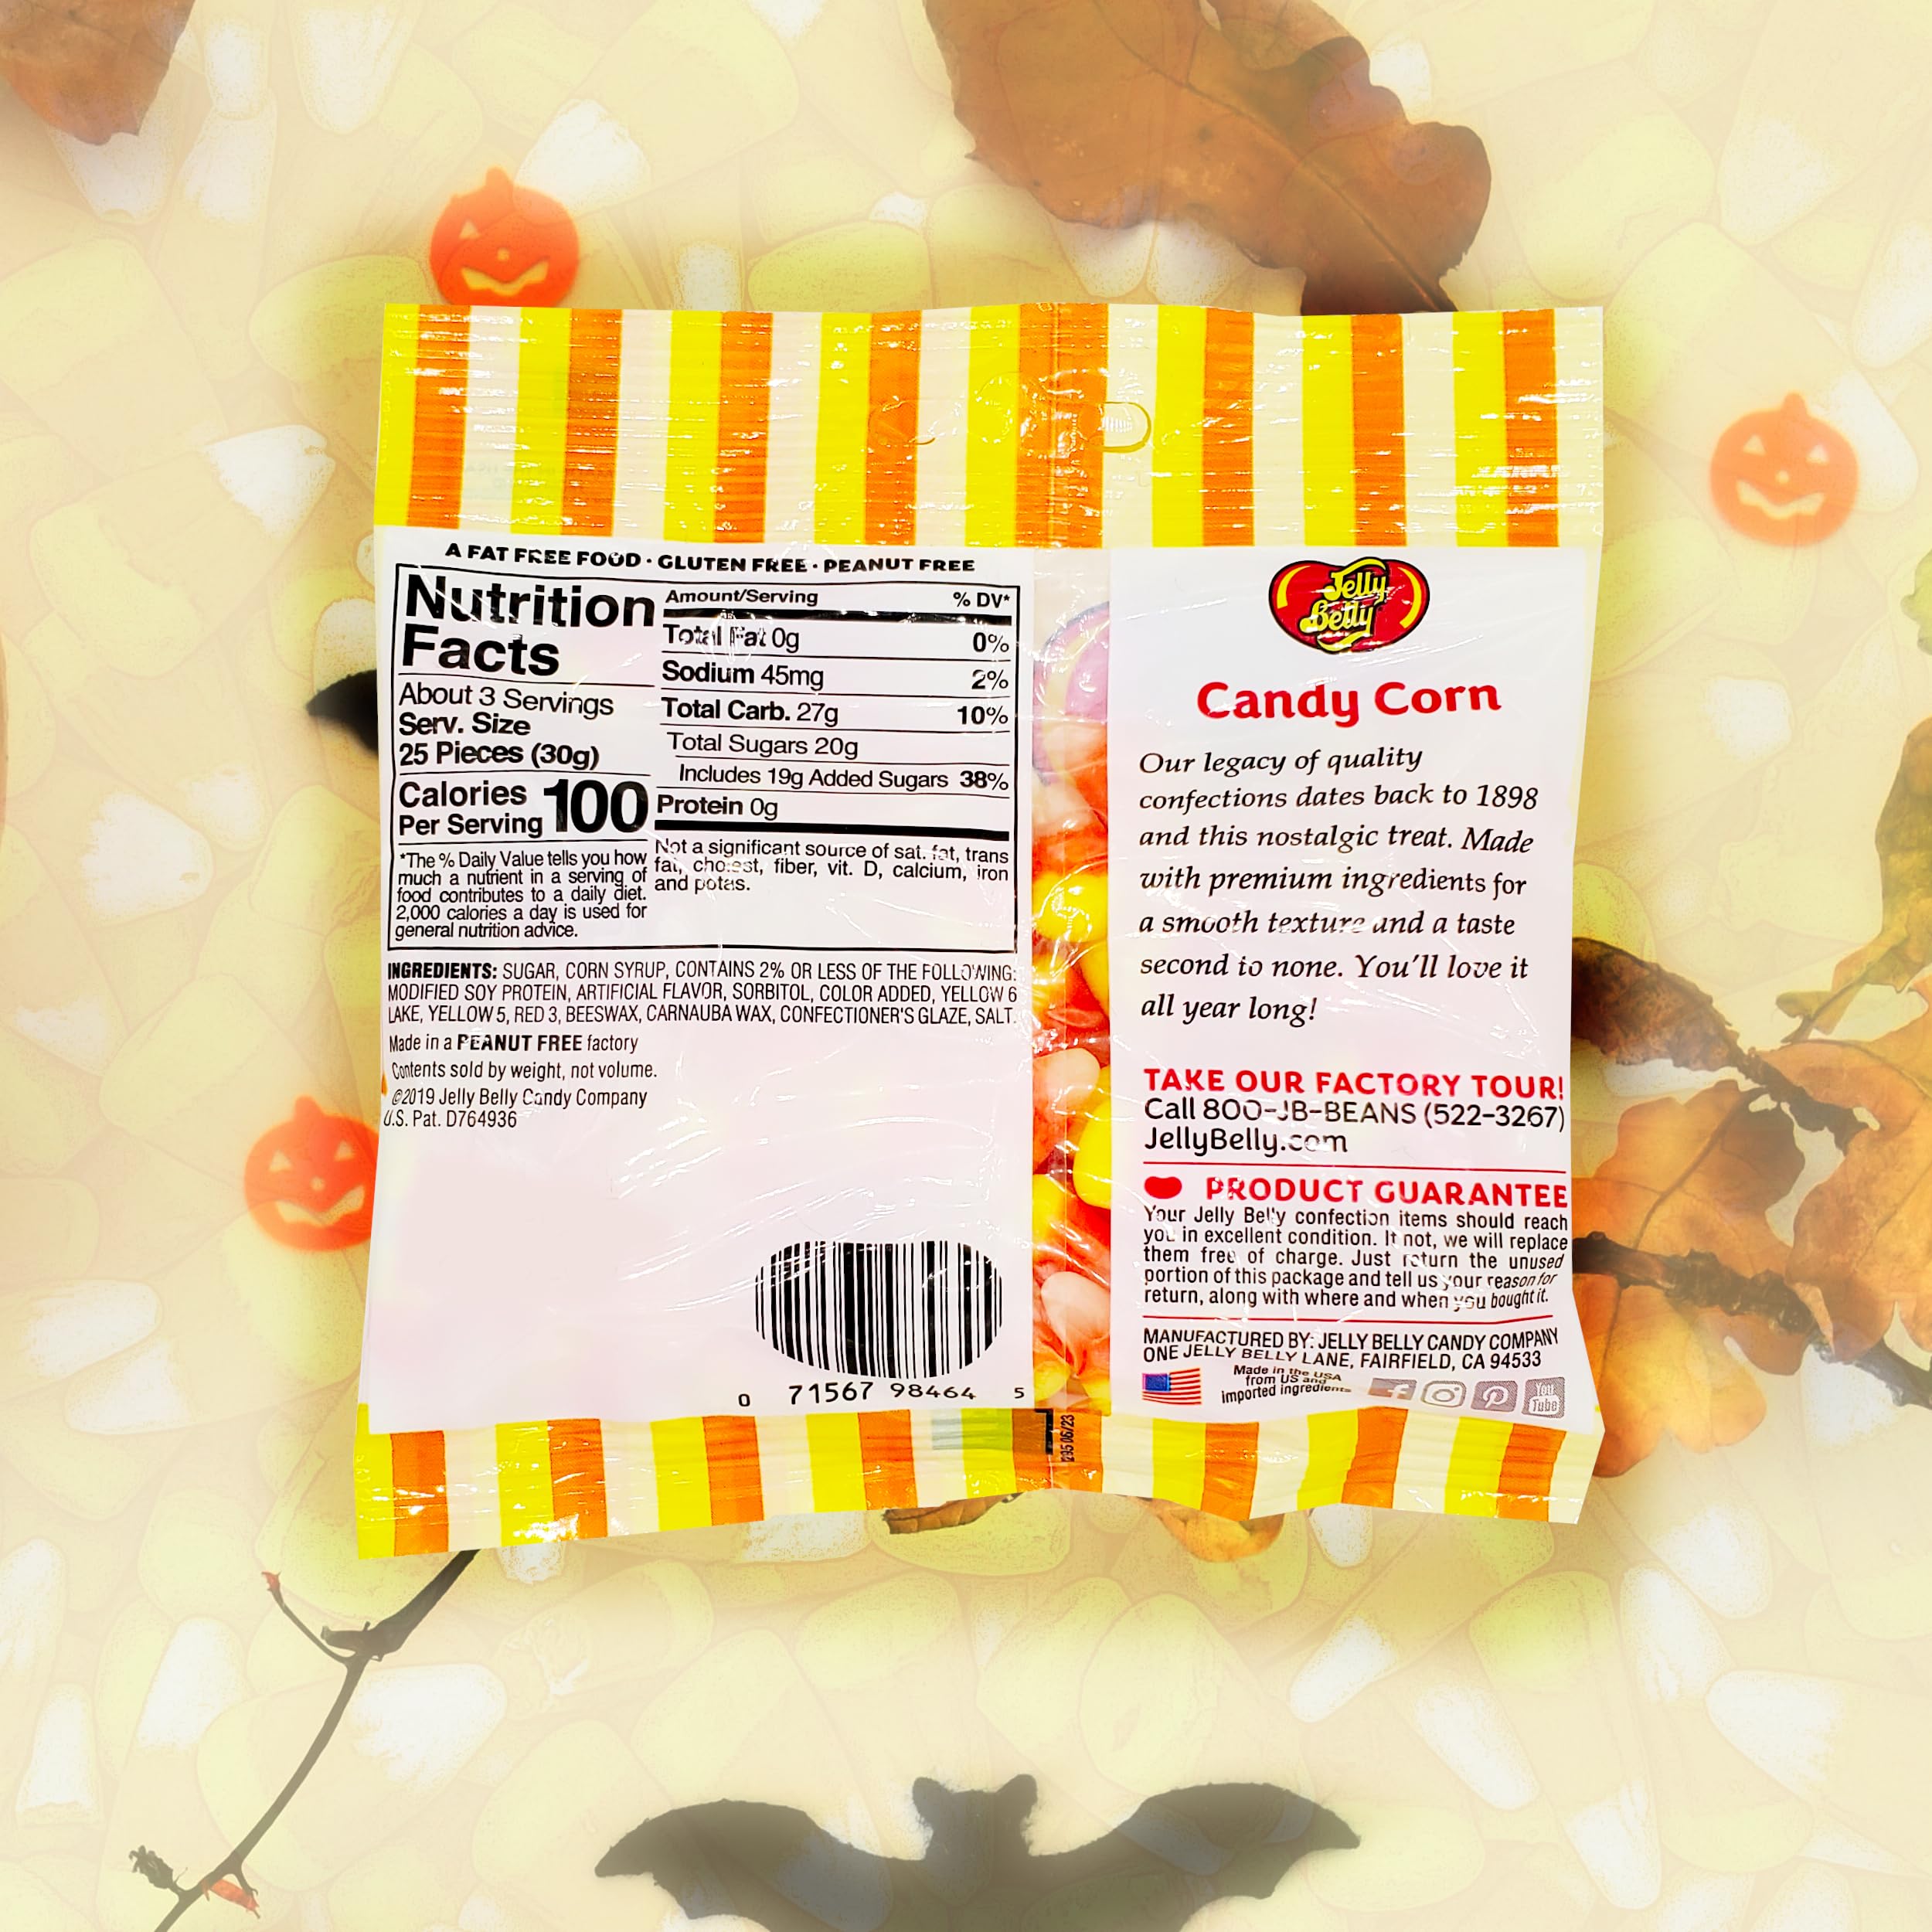 A FAT FREE FOOD · GLUTEN FREE · PEANUT FREE
Nutrition
Facts
About 3 Servings
Serv. Size
25 Pieces (30g)
Calories
Per Serving 100
*The % Daily Value tells you how
much a nutrient in a serving of
food contributes to a daily diet.
2,000 calories a day is used for
general nutrition advice.
Amount/Serving % DV*
Total Fat 0g 0%
Sodium 45mg 2%
Total Carb. 27g 10%
Total Sugars 20g
Includes 19g Added Sugars 38%
Protein 0g
Not a significant source of sat. fat, trans
fat, cholest, fiber, vit. D, calcium, iron
and potas.
INGREDIENTS: SUGAR, CORN SYRUP, CONTAINS 2% OR LESS OF THE FOLLOWING:
MODIFIED SOY PROTEIN, ARTIFICIAL FLAVOR, SORBITOL, COLOR ADDED, YELLOW 6
LAKE, YELLOW 5, RED 3, BEESWAX, CARNAUBA WAX, CONFECTIONER'S GLAZE, SALT.
Made in a PEANUT FREE factory
Contents sold by weight, not volume.
©2019 Jelly Belly Candy Company
U.S. Pat. D764936
0 71567 98464 5
Jelly
Belly
Candy Corn
Our legacy of quality
confections dates back to 1898
and this nostalgic treat. Made
with premium ingredients for
a smooth texture and a taste
second to none. You'll love it
all year long!
TAKE OUR FACTORY TOUR!
Call 800-JB-BEANS (522-3267)
JellyBelly.com
PRODUCT GUARANTEE
Your Jelly Belly confection items should reach
you in excellent condition. If not, we will replace
them free of charge. Just return the unused
portion of this package and tell us your reason for
return, along with where and when you bought it.
MANUFACTURED BY: JELLY BELLY CANDY COMPANY
ONE JELLY BELLY LANE, FAIRFIELD, CA 94533
Made in the USA
from US and
imported ingredients
You
Tube